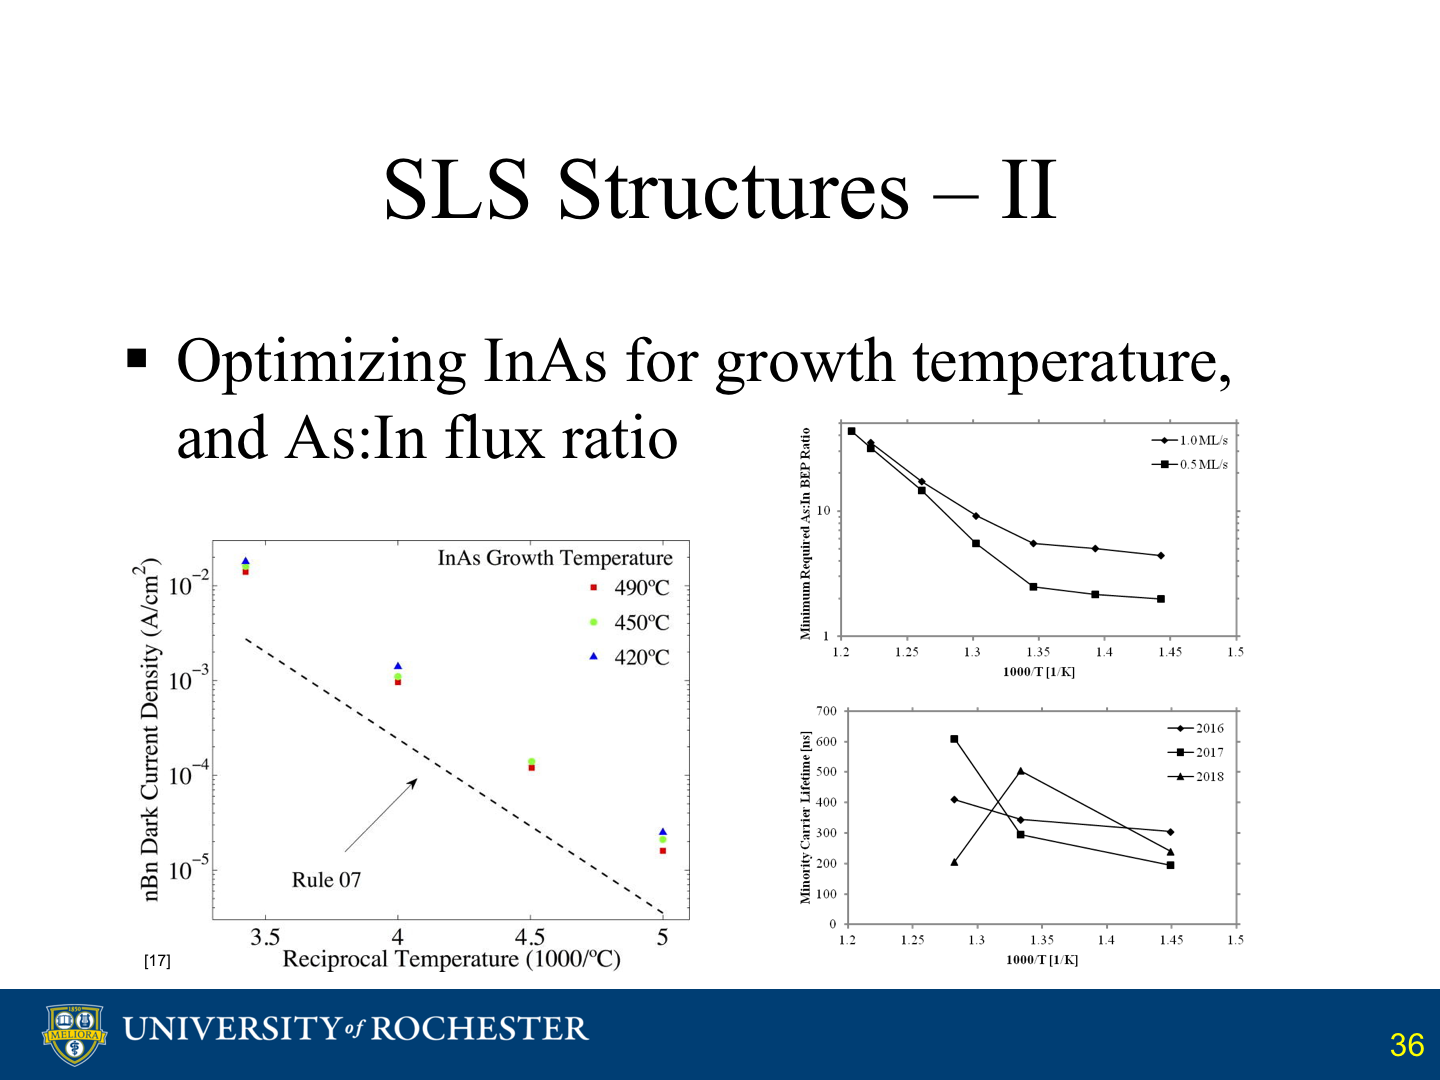 SLS Structures – II
▪ Optimizing InAs for growth temperature,
and As:In flux ratio
InAs Growth Temperature
490ºC
450ºC
420ºC
nBn Dark Current Density (A/cm²)
10⁻²
10⁻³
10⁻⁴
10⁻⁵
Rule 07
3.5 4 4.5 5
Reciprocal Temperature (1000/ºC)
[17]
Minimum Required As:In BEP Ratio
1.0 ML/s
0.5 ML/s
10
1
1.2 1.25 1.3 1.35 1.4 1.45 1.5
1000/T [1/K]
Minority Carrier Lifetime [ns]
2016
2017
2018
700
600
500
400
300
200
100
0
1.2 1.25 1.3 1.35 1.4 1.45 1.5
1000/T [1/K]
1850
MELIORA
UNIVERSITY of ROCHESTER
36